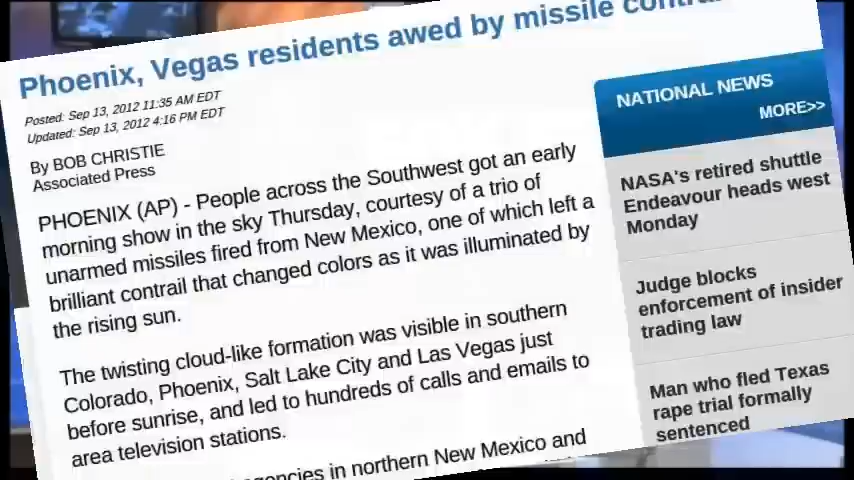 Phoenix, Vegas residents awed by missile
Posted: Sep 13, 2012 11:35 AM EDT
Updated: Sep 13, 2012 4:16 PM EDT
By BOB CHRISTIE
Associated Press
PHOENIX (AP) - People across the Southwest got an early
morning show in the sky Thursday, courtesy of a trio of
unarmed missiles fired from New Mexico, one of which left a
brilliant contrail that changed colors as it was illuminated by
the rising sun.
The twisting cloud-like formation was visible in southern
Colorado, Phoenix, Salt Lake City and Las Vegas just
before sunrise, and led to hundreds of calls and emails to
area television stations.
in northern New Mexico and
NATIONAL NEWS
MORE>>
NASA's retired shuttle
Endeavour heads west
Monday
Judge blocks
enforcement of insider
trading law
Man who fled Texas
rape trial formally
sentenced